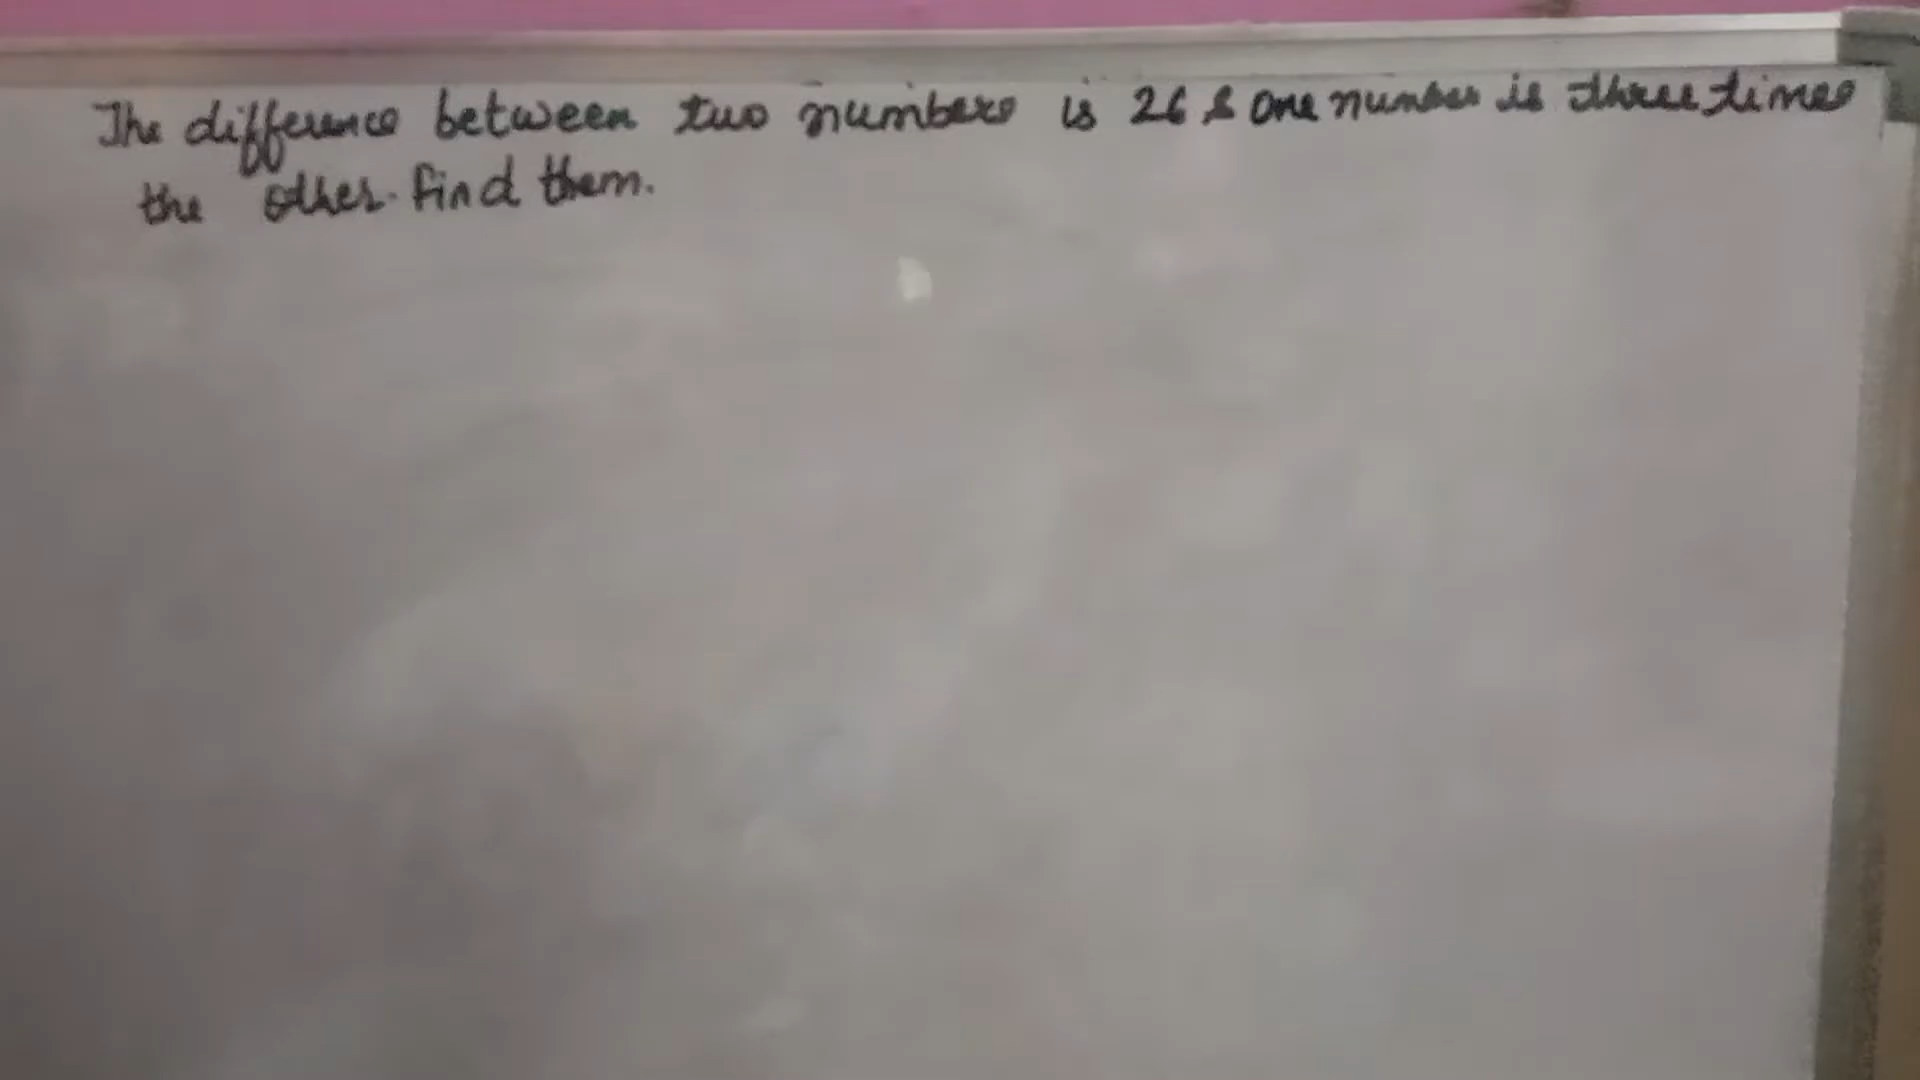 The difference between two numbers is 26 & one number is three times
the other. find them.